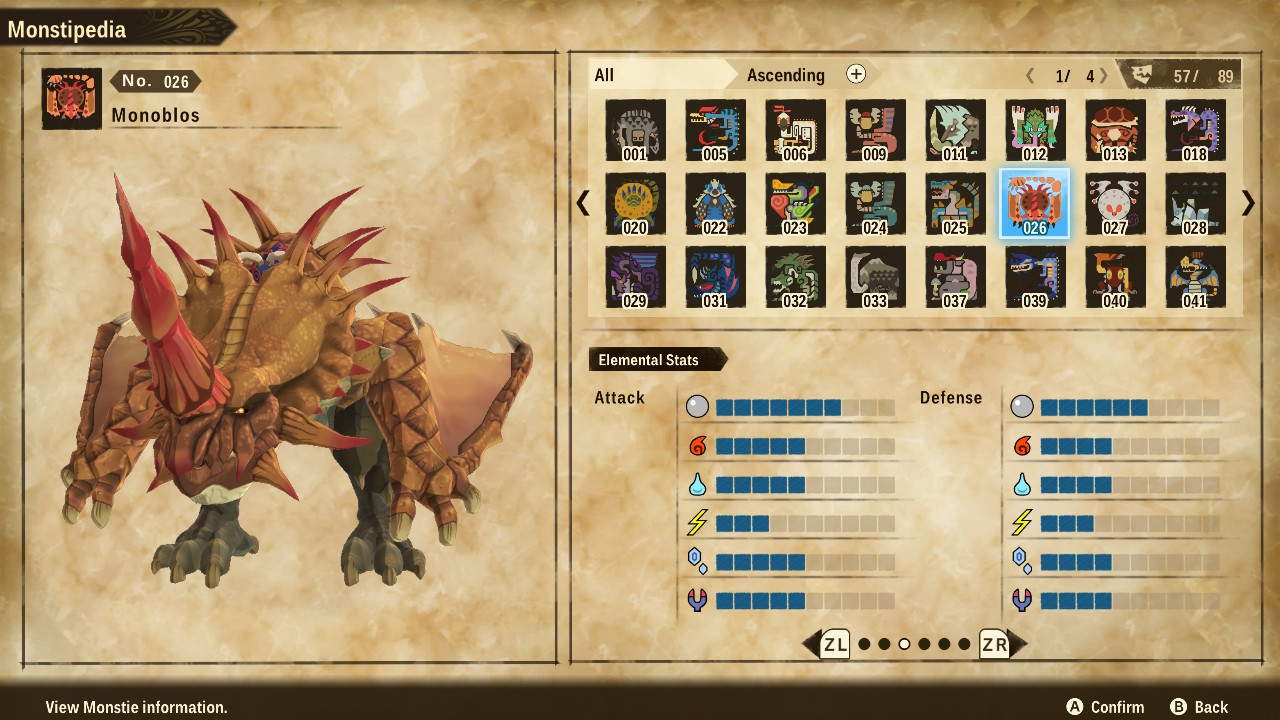 Monstipedia
No. 026
Monoblos
All
Ascending
1/ 4
57/ 89
001 005 006 009 011 012 013 018
020 022 023 024 025 026 027 028
029 031 032 033 037 039 040 041
Elemental Stats
Attack
Defense
ZL
ZR
View Monstie information.
A Confirm
B Back